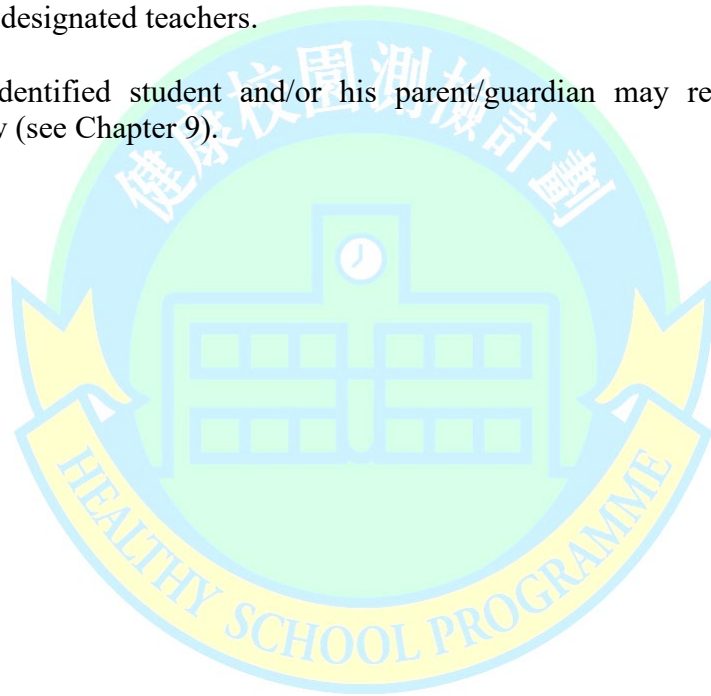 designated teachers.
dentified student and/or his parent/guardian may re
(see Chapter 9).
健康校園測檢計劃
HEALTHY SCHOOL PROGRAMME